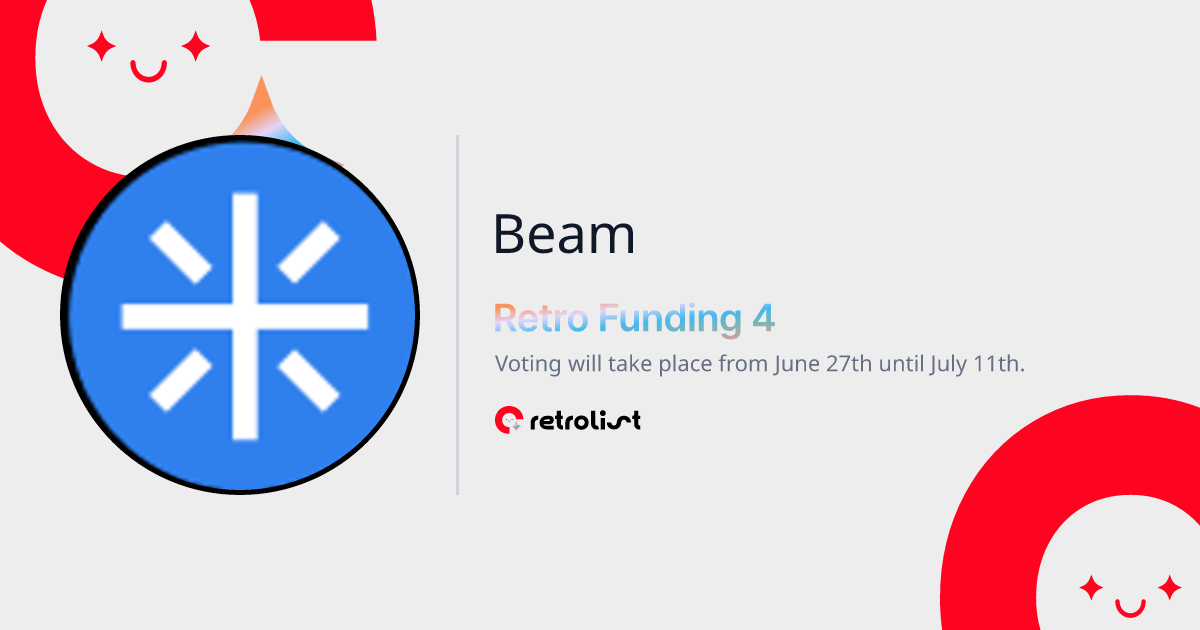 Beam
Retro Funding 4
Voting will take place from June 27th until July 11th.
retrolist